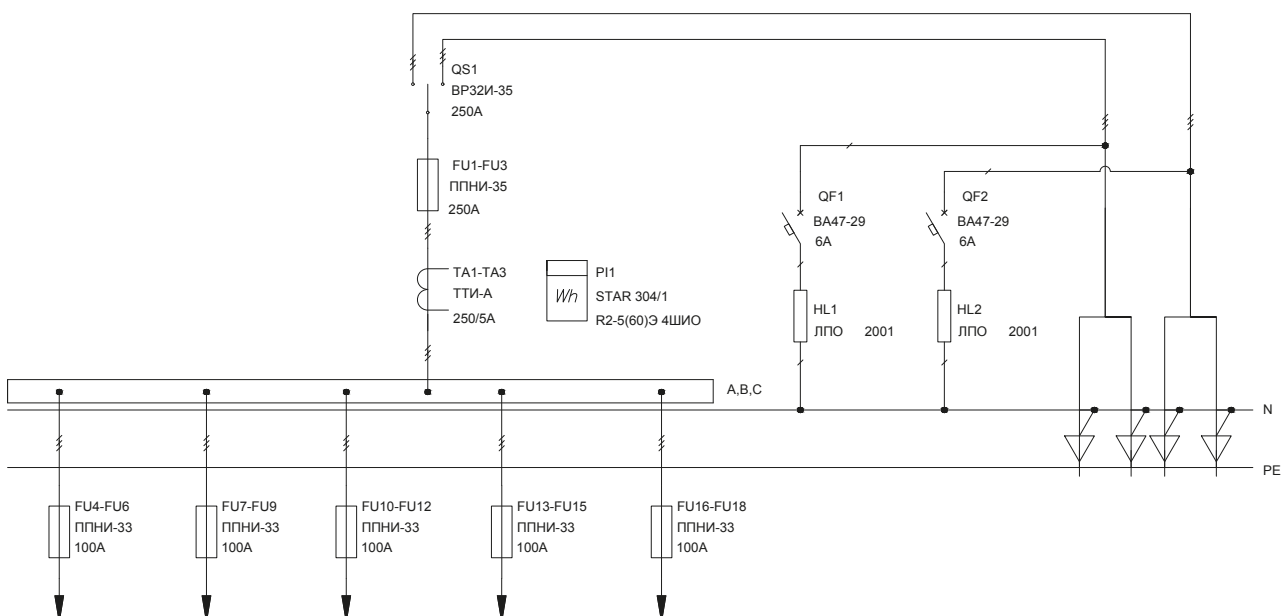 QS1
ВР32И-35
250А
FU1-FU3
ППНИ-35
250А
TA1-TA3
ТТИ-А
250/5А
Wh
PI1
STAR 304/1
R2-5(60)Э 4ШИО
QF1
ВА47-29
6А
QF2
ВА47-29
6А
HL1
ЛПО 2001
HL2
ЛПО 2001
A,B,C
N
PE
FU4-FU6
ППНИ-33
100А
FU7-FU9
ППНИ-33
100А
FU10-FU12
ППНИ-33
100А
FU13-FU15
ППНИ-33
100А
FU16-FU18
ППНИ-33
100А